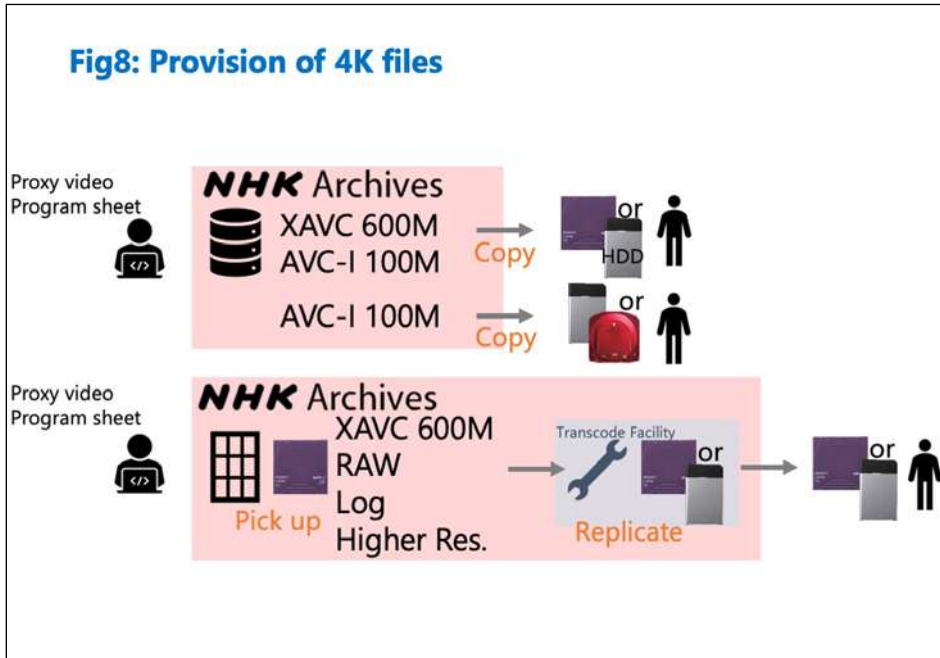 Fig8: Provision of 4K files
Proxy video
Program sheet
NHK Archives
XAVC 600M
AVC-I 100M
Copy
or
HDD
AVC-I 100M
Copy
or
Proxy video
Program sheet
NHK Archives
Pick up
XAVC 600M
RAW
Log
Higher Res.
Transcode Facility
or
Replicate
or